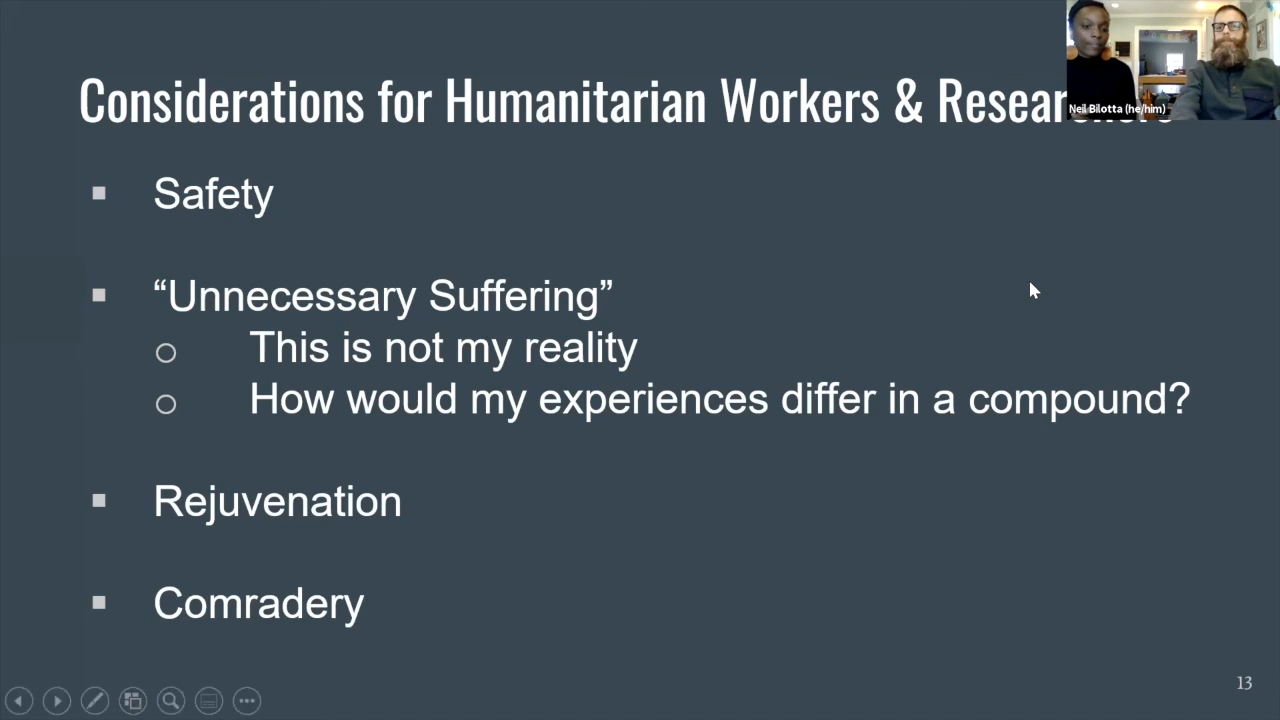 Considerations for Humanitarian Workers & Researchers
Neil Bilotta (he/him)
Safety
“Unnecessary Suffering”
This is not my reality
How would my experiences differ in a compound?
Rejuvenation
Comradery
13